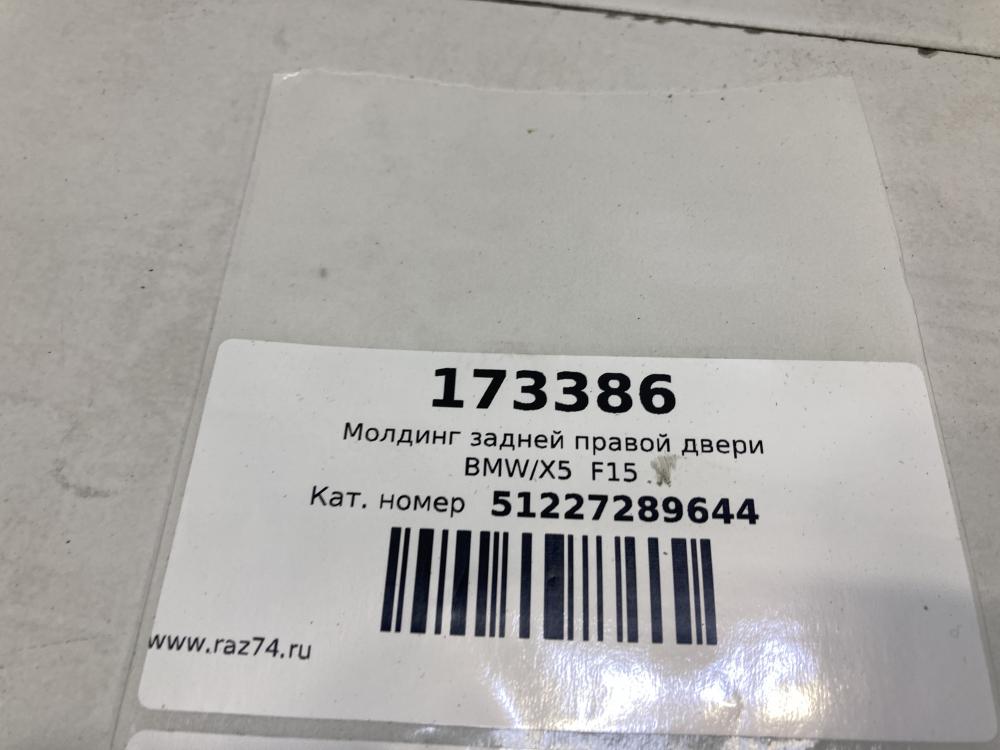 173386
Молдинг задней правой двери
BMW/X5 F15
Кат. номер 51227289644
www.raz74.ru